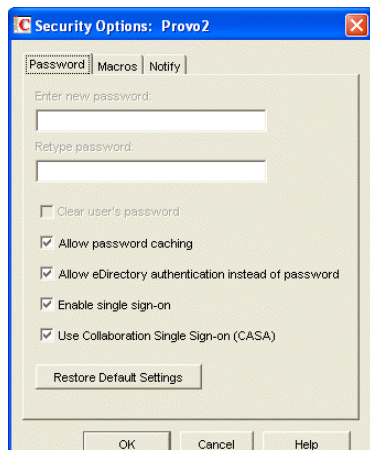 Security Options: Provo2
Password Macros Notify
Enter new password:
Retype password:
Clear user's password
Allow password caching
Allow eDirectory authentication instead of password
Enable single sign-on
Use Collaboration Single Sign-on (CASA)
Restore Default Settings
OK Cancel Help